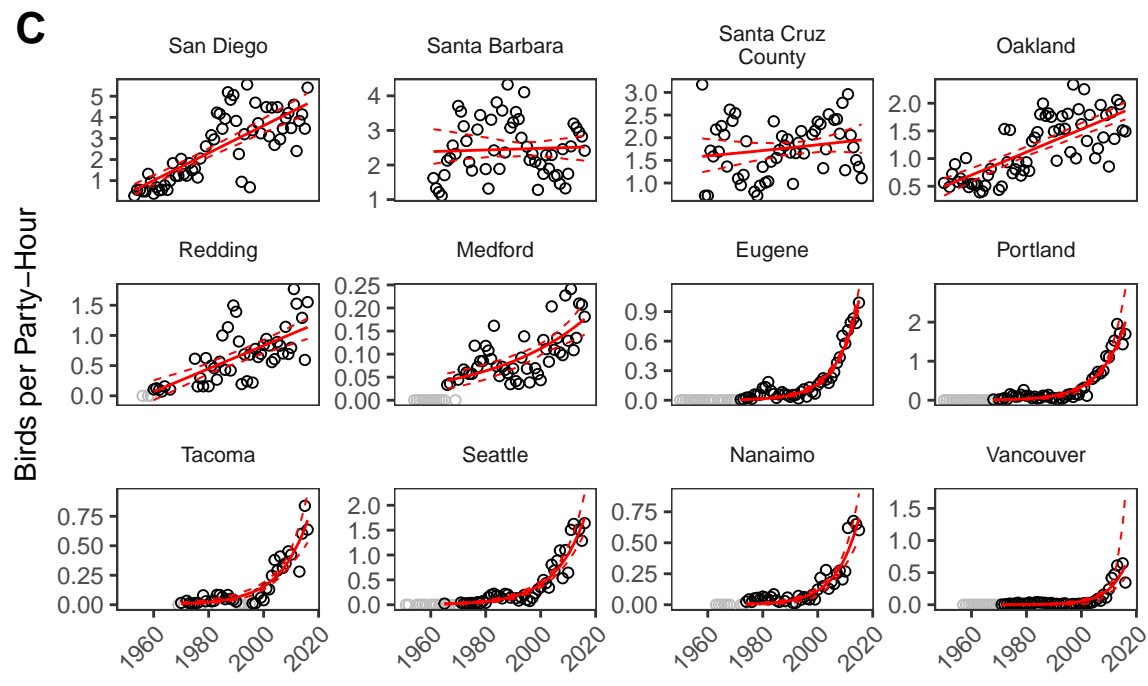 C
San Diego
Santa Barbara
Santa Cruz
County
Oakland
5
4
3
2
1
4
3
2
1
3.0
2.5
2.0
1.5
1.0
2.0
1.5
1.0
0.5
Birds per Party−Hour
Redding
Medford
Eugene
Portland
1.5
1.0
0.5
0.0
0.25
0.20
0.15
0.10
0.05
0.00
0.9
0.6
0.3
0.0
2
1
0
Tacoma
Seattle
Nanaimo
Vancouver
0.75
0.50
0.25
0.00
2.0
1.5
1.0
0.5
0.0
0.75
0.50
0.25
0.00
1.5
1.0
0.5
0.0
1960 1980 2000 2020
1960 1980 2000 2020
1960 1980 2000 2020
1960 1980 2000 2020